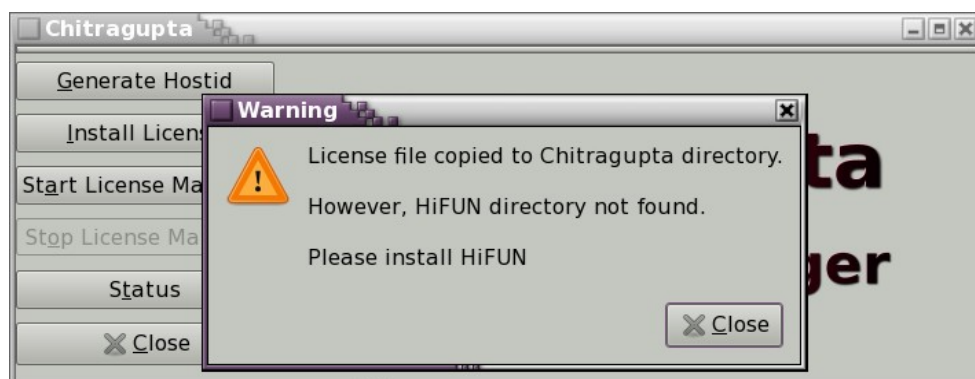 Chitragupta
Generate Hostid
Install Licens
Start License Ma
Stop License Ma
Status
Close
Warning
License file copied to Chitragupta directory.
However, HiFUN directory not found.
Please install HiFUN
Close
ta
ger